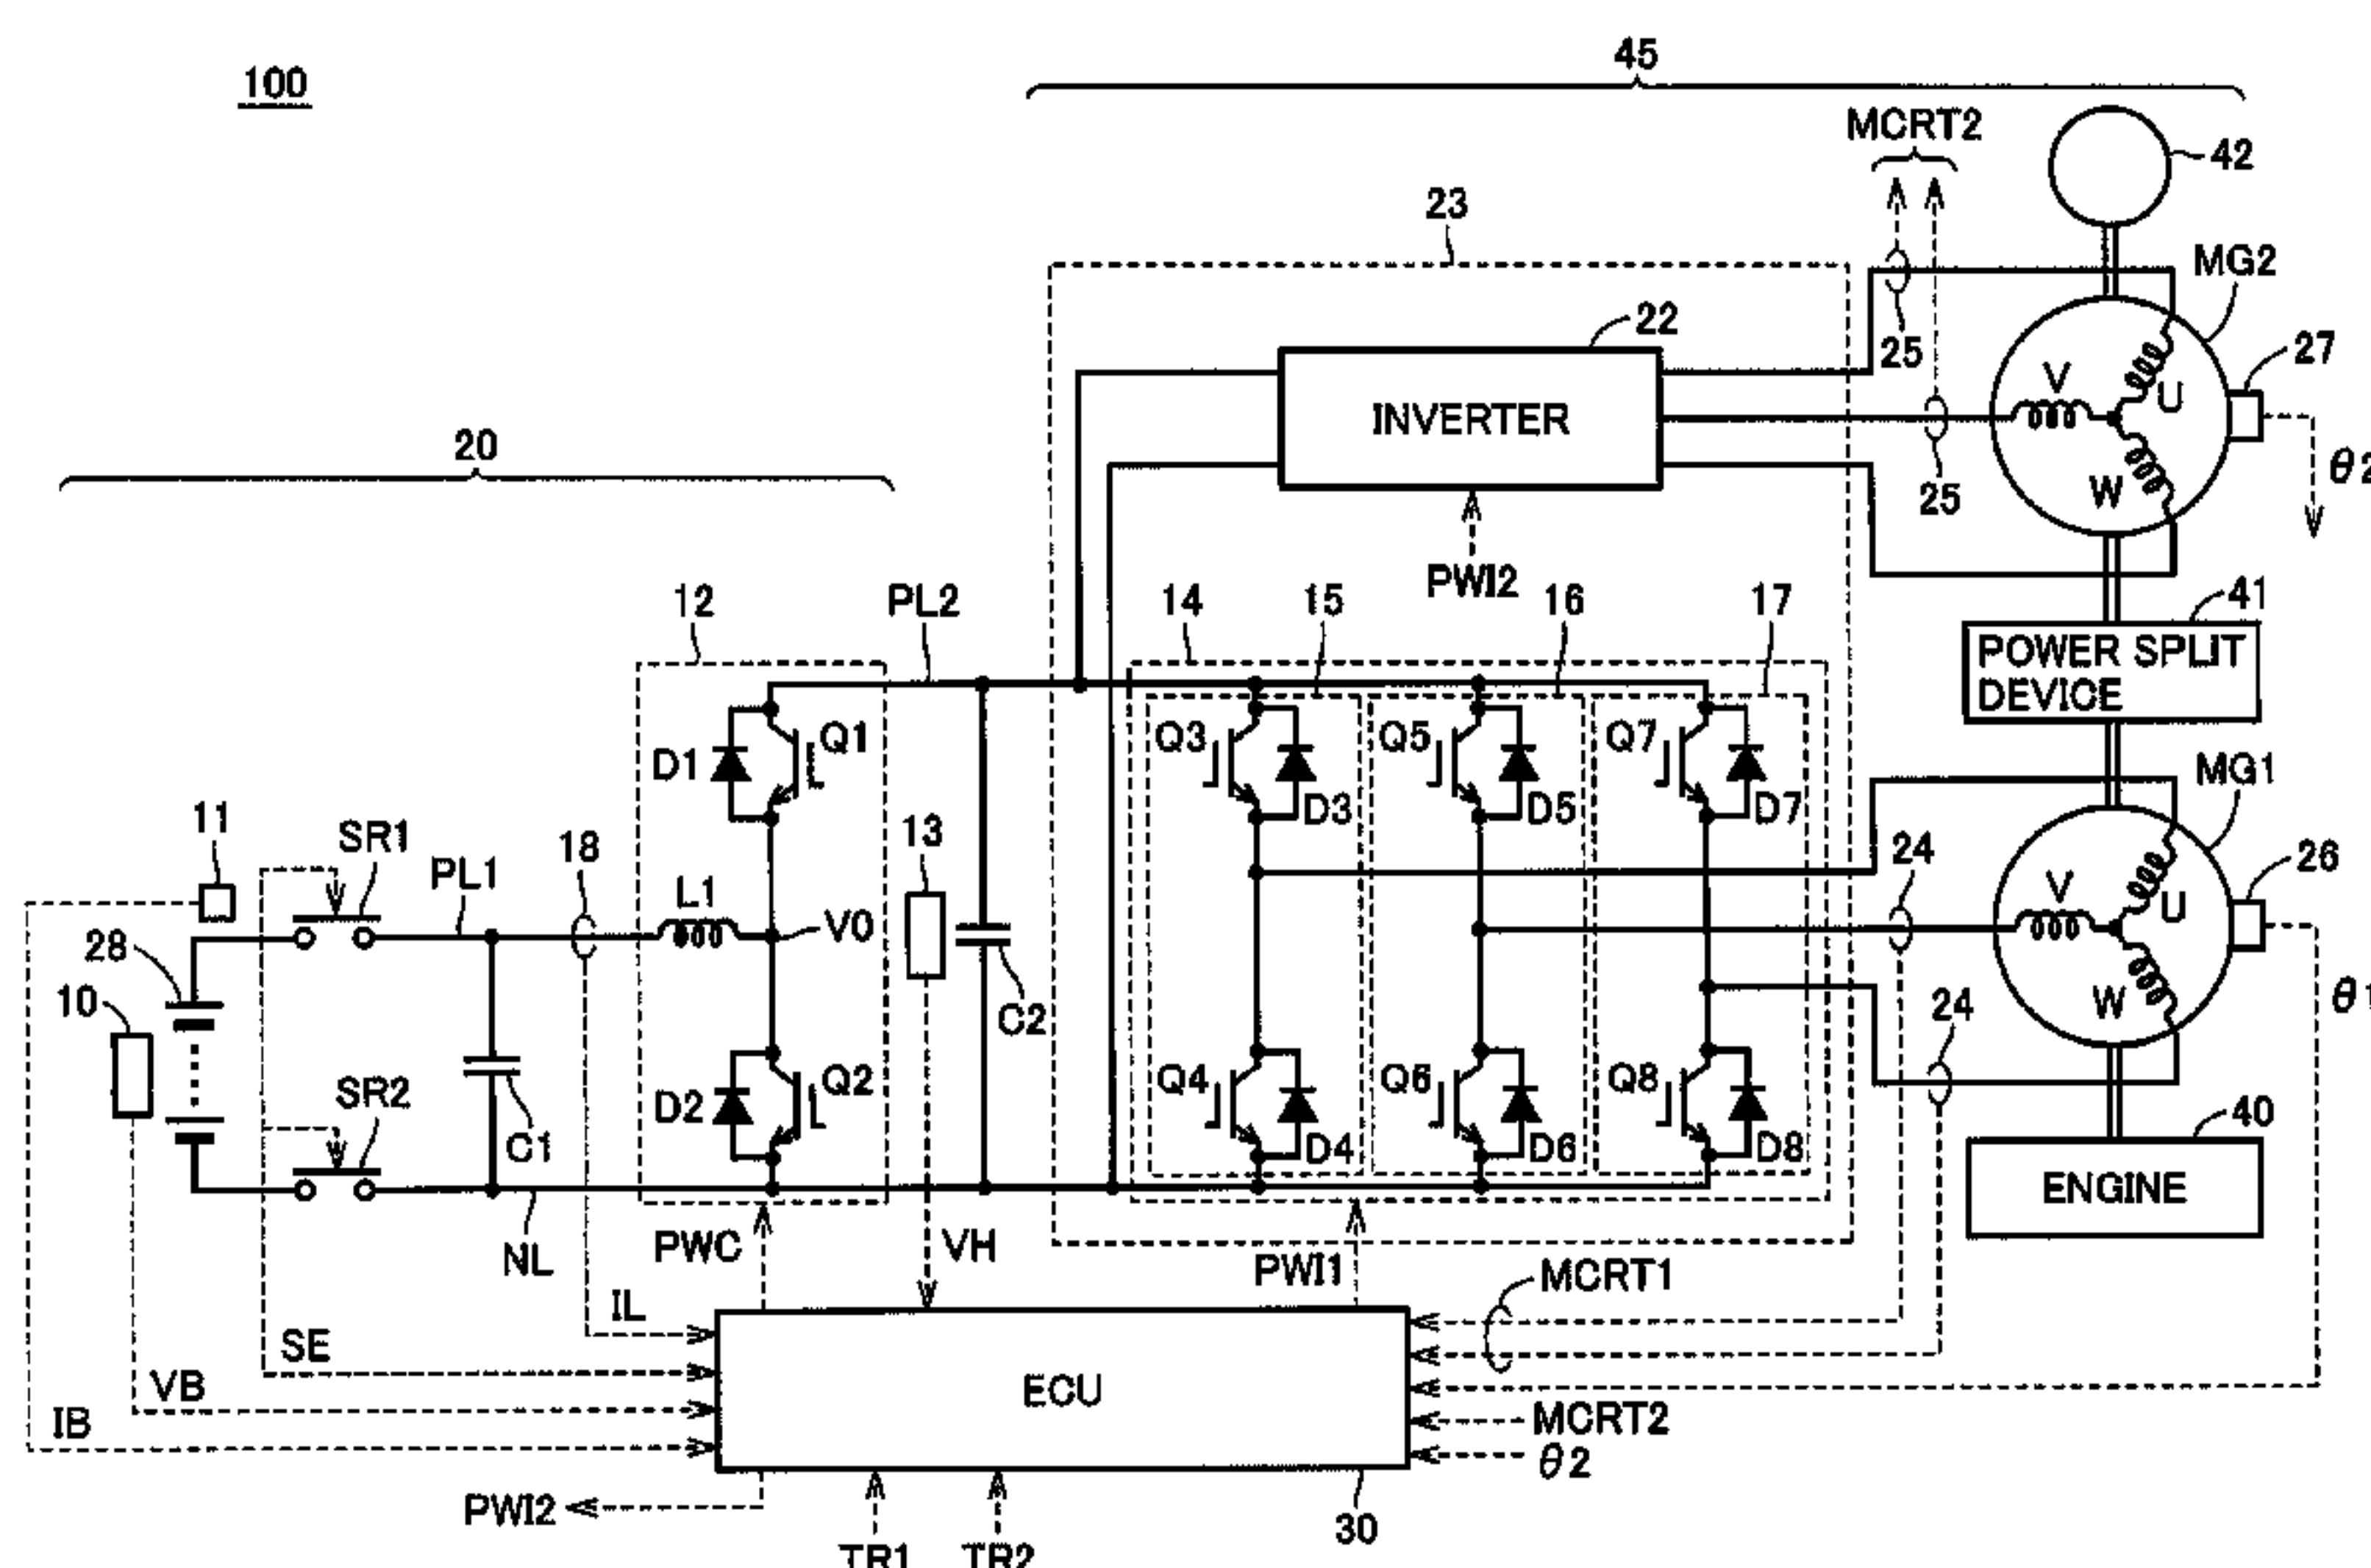 45
100
MCRT2
42
23
MG2
22
27
25
V
U
INVERTER
20
W
θ2
25
PWI2
12
PL2
14
15
16
17
41
POWER SPLIT
DEVICE
Q1
D1
Q3
D3
Q5
D5
Q7
D7
MG1
11
SR1
18
13
PL1
L1
V0
24
26
V
U
28
10
C2
W
θ1
24
SR2
C1
D2
Q2
Q4
D4
Q6
D6
Q8
D8
40
ENGINE
NL
PWC
VH
PWI1
MCRT1
IL
SE
VB
IB
ECU
MCRT2
θ2
PWI2
30
TR1
TR2